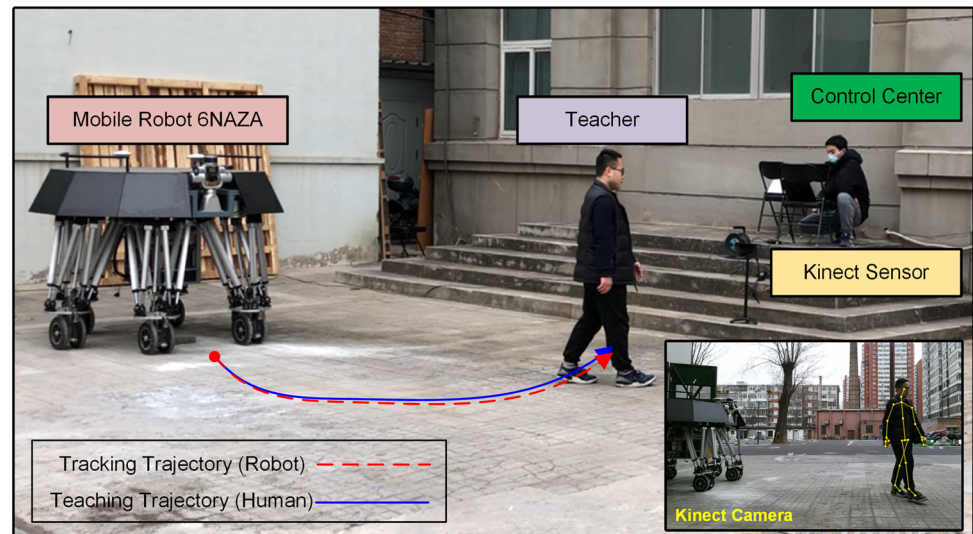 Mobile Robot 6NAZA
Teacher
Control Center
Kinect Sensor
Tracking Trajectory (Robot)
Teaching Trajectory (Human)
Kinect Camera